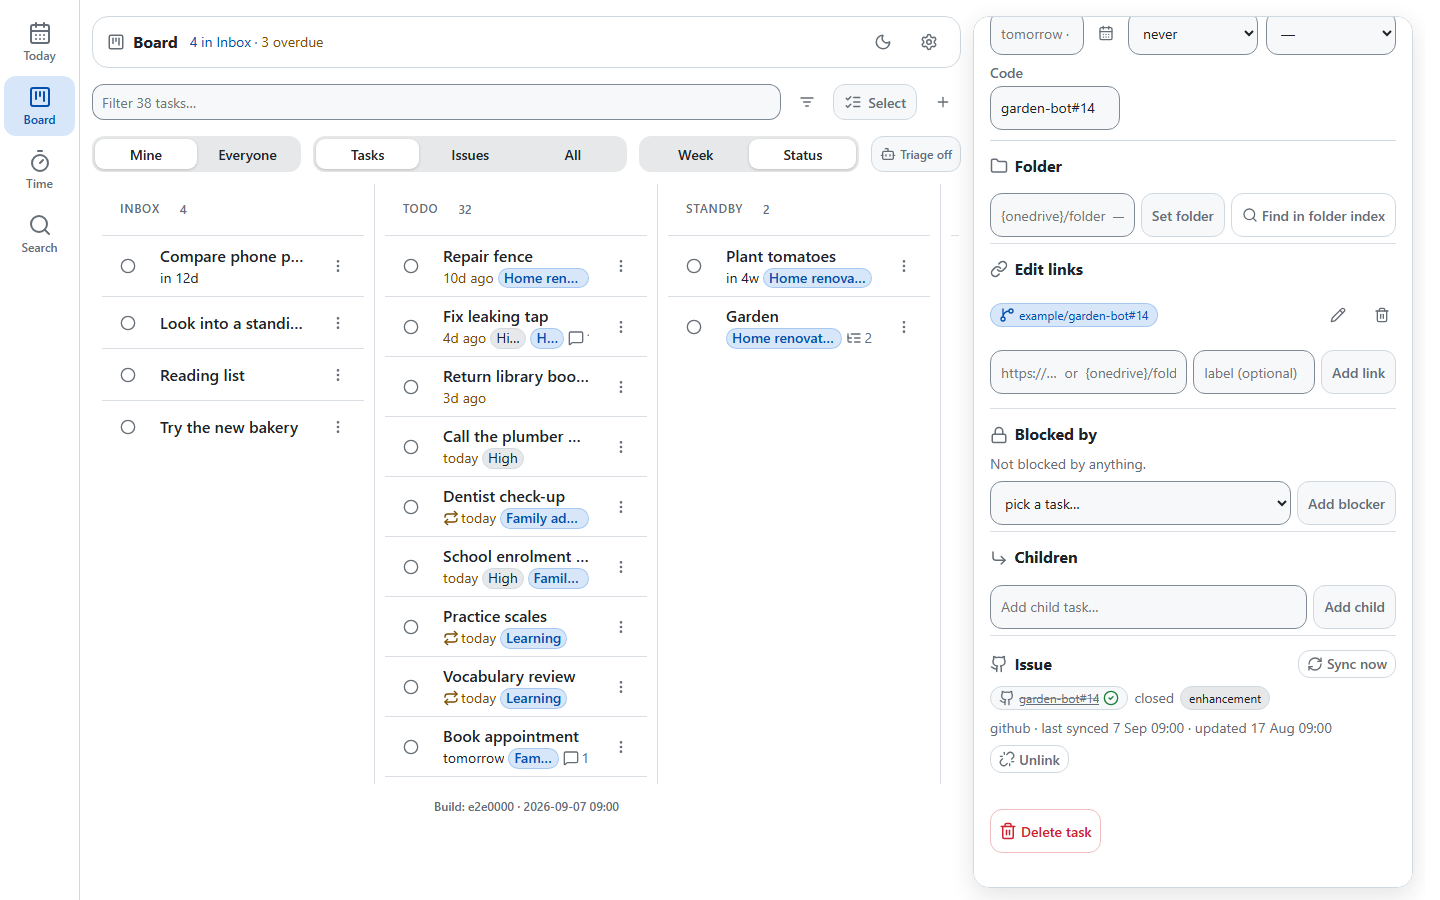 Today
Board
Time
Search
Board
4 in Inbox · 3 overdue
Filter 38 tasks...
Select
Mine
Everyone
Tasks
Issues
All
Week
Status
Triage off
INBOX 4
Compare phone p...
in 12d
Look into a standi...
Reading list
Try the new bakery
TODO 32
Repair fence
10d ago Home ren...
Fix leaking tap
4d ago Hi... H...
Return library boo...
3d ago
Call the plumber ...
today High
Dentist check-up
today Family ad...
School enrolment ...
today High Famil...
Practice scales
today Learning
Vocabulary review
today Learning
Book appointment
tomorrow Fam... 1
STANDBY 2
Plant tomatoes
in 4w Home renova...
Garden
Home renovat... 2
Build: e2e0000 · 2026-09-07 09:00
tomorrow ·
never
—
Code
garden-bot#14
Folder
{onedrive}/folder —
Set folder
Find in folder index
Edit links
example/garden-bot#14
https://... or {onedrive}/fold
label (optional)
Add link
Blocked by
Not blocked by anything.
pick a task...
Add blocker
Children
Add child task...
Add child
Issue
Sync now
garden-bot#14 closed enhancement
github · last synced 7 Sep 09:00 · updated 17 Aug 09:00
Unlink
Delete task